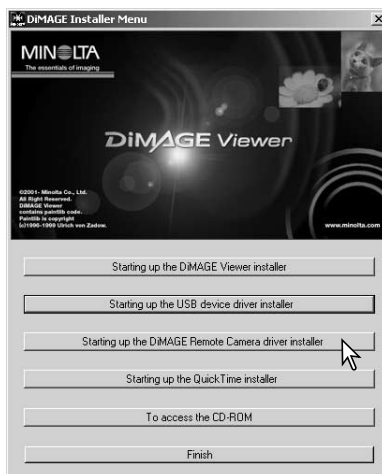 DiMAGE Installer Menu
MINOLTA
The essentials of imaging
DiMAGE Viewer
©2001- Minolta Co., Ltd.
All Right Reserved.
DiMAGE Viewer
contains paintlib code.
Paintlib is copyright
(c)1996-1999 Ulrich von Zadow.
www.minolta.com
Starting up the DiMAGE Viewer installer
Starting up the USB device driver installer
Starting up the DiMAGE Remote Camera driver installer
Starting up the QuickTime installer
To access the CD-ROM
Finish